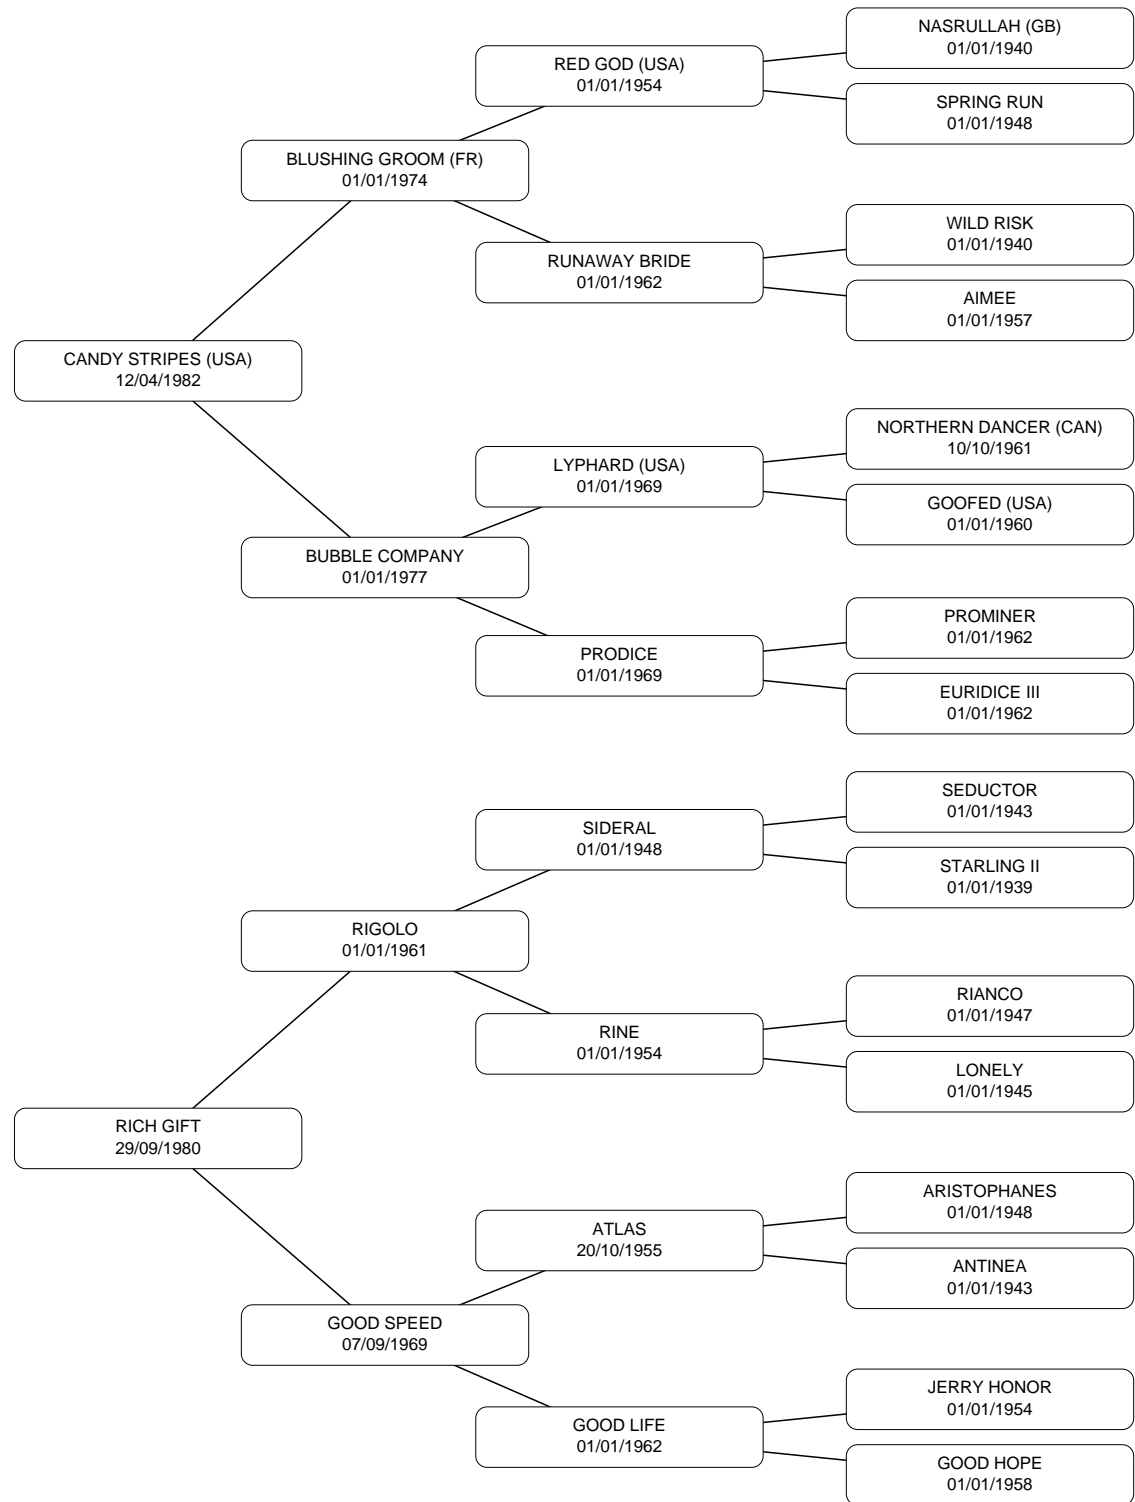 NASRULLAH (GB)
01/01/1940
RED GOD (USA)
01/01/1954
SPRING RUN
01/01/1948
BLUSHING GROOM (FR)
01/01/1974
WILD RISK
01/01/1940
RUNAWAY BRIDE
01/01/1962
AIMEE
01/01/1957
CANDY STRIPES (USA)
12/04/1982
NORTHERN DANCER (CAN)
10/10/1961
LYPHARD (USA)
01/01/1969
GOOFED (USA)
01/01/1960
BUBBLE COMPANY
01/01/1977
PROMINER
01/01/1962
PRODICE
01/01/1969
EURIDICE III
01/01/1962
SEDUCTOR
01/01/1943
SIDERAL
01/01/1948
STARLING II
01/01/1939
RIGOLO
01/01/1961
RIANCO
01/01/1947
RINE
01/01/1954
LONELY
01/01/1945
RICH GIFT
29/09/1980
ARISTOPHANES
01/01/1948
ATLAS
20/10/1955
ANTINEA
01/01/1943
GOOD SPEED
07/09/1969
JERRY HONOR
01/01/1954
GOOD LIFE
01/01/1962
GOOD HOPE
01/01/1958